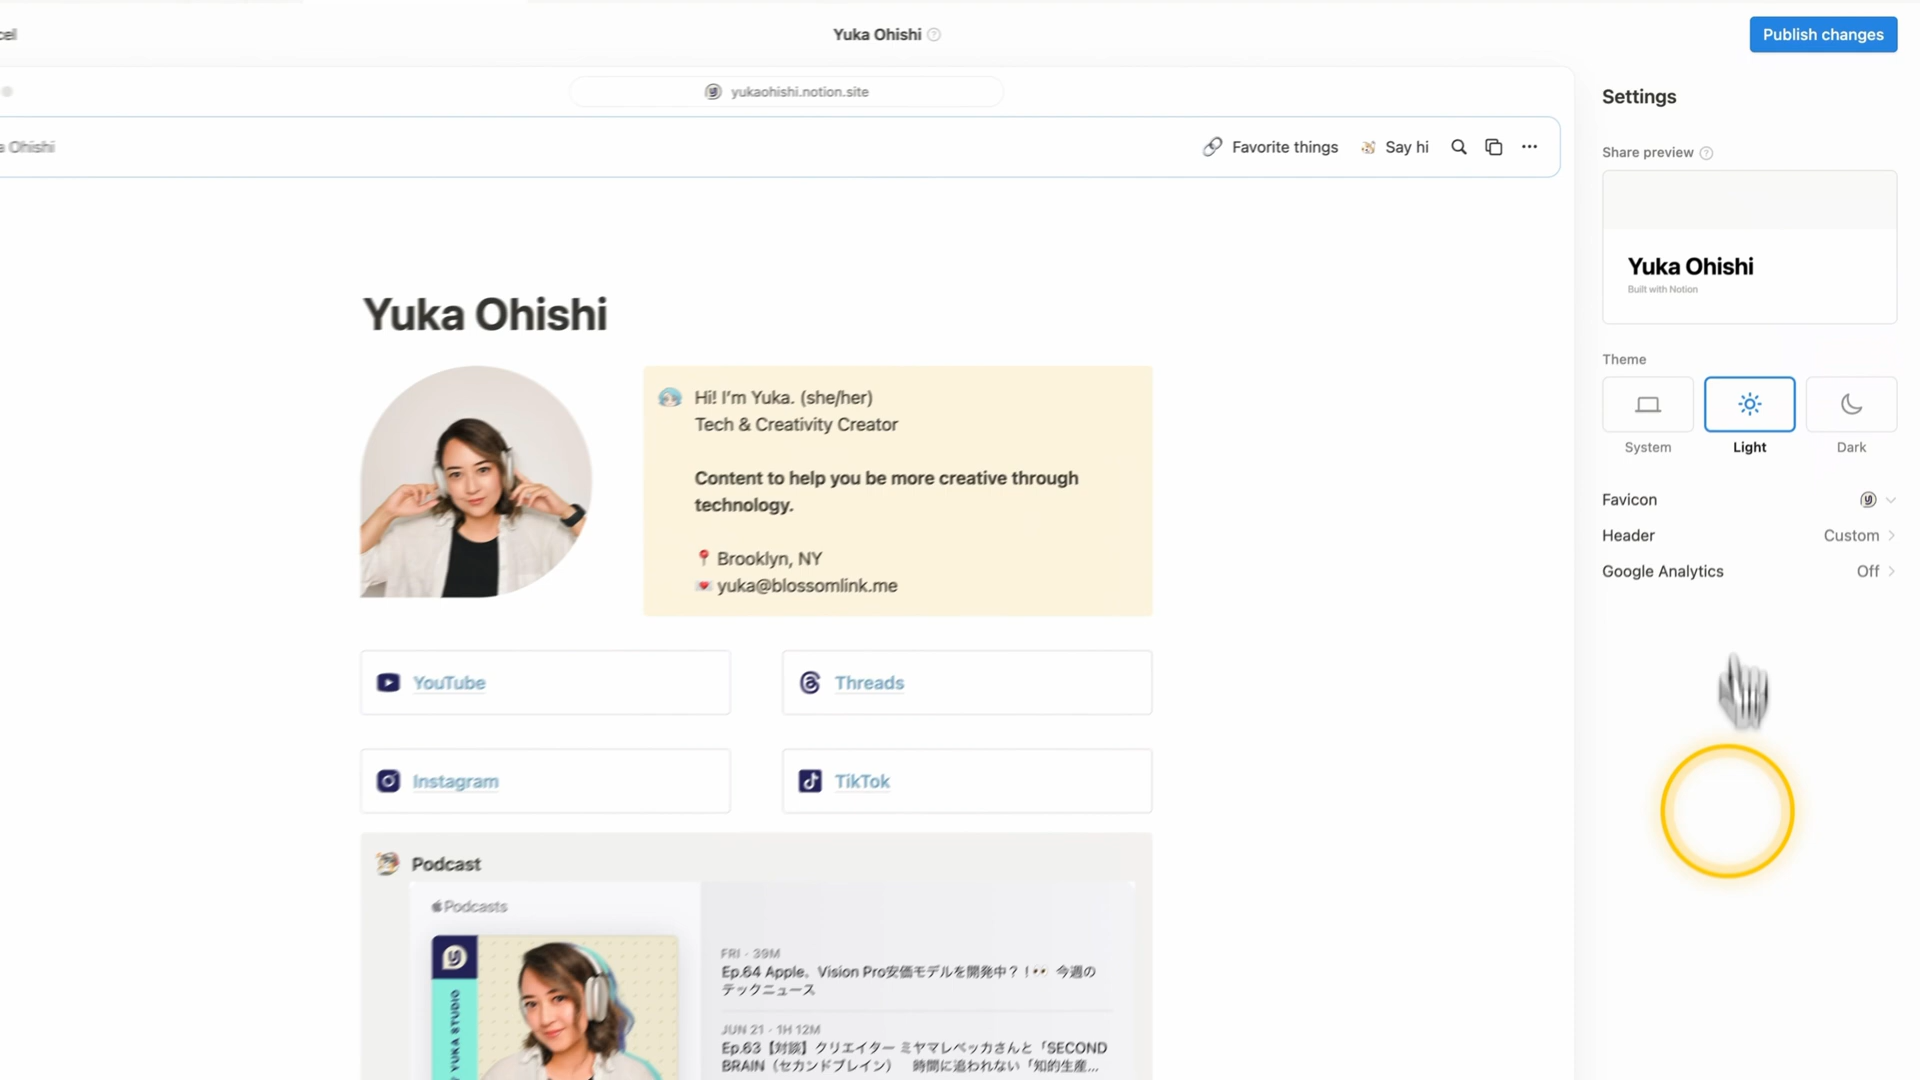 cel
Yuka Ohishi
Publish changes
yukaohishi.notion.site
a Ohishi
Favorite things
Say hi
Settings
Share preview
Yuka Ohishi
Built with Notion
Theme
System
Light
Dark
Favicon
Header
Custom
Google Analytics
Off
Yuka Ohishi
Hi! I'm Yuka. (she/her)
Tech & Creativity Creator
Content to help you be more creative through
technology.
Brooklyn, NY
yuka@blossomlink.me
YouTube
Threads
Instagram
TikTok
Podcast
Podcasts
YUKA STUDIO
FRI · 39M
Ep.64 Apple。Vision Pro安価モデルを開発中？！👀 今週の
テックニュース
JUN 21 · 1H 12M
Ep.63【対談】クリエイター ミヤマレベッカさんと「SECOND
BRAIN（セカンドブレイン） 時間に追われない「知的生産...